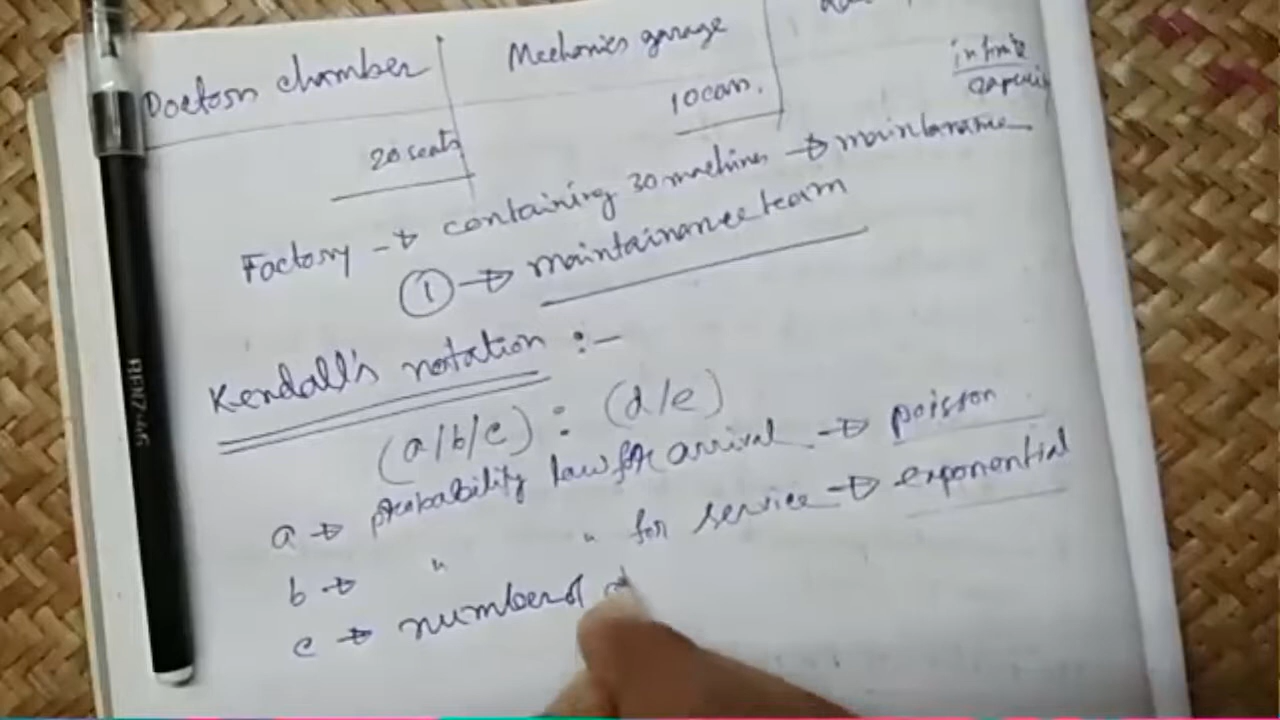 Doctors chamber
Mechanics garage
infinite
capacity
20 seats
10 cars.
Factory → containing 30 machines → maintanance
① → maintainance team
Kendall's notation :-
(a/b/c) : (d/e)
a → probability law for arrival → poisson
b → " " for service → exponential
c → number of